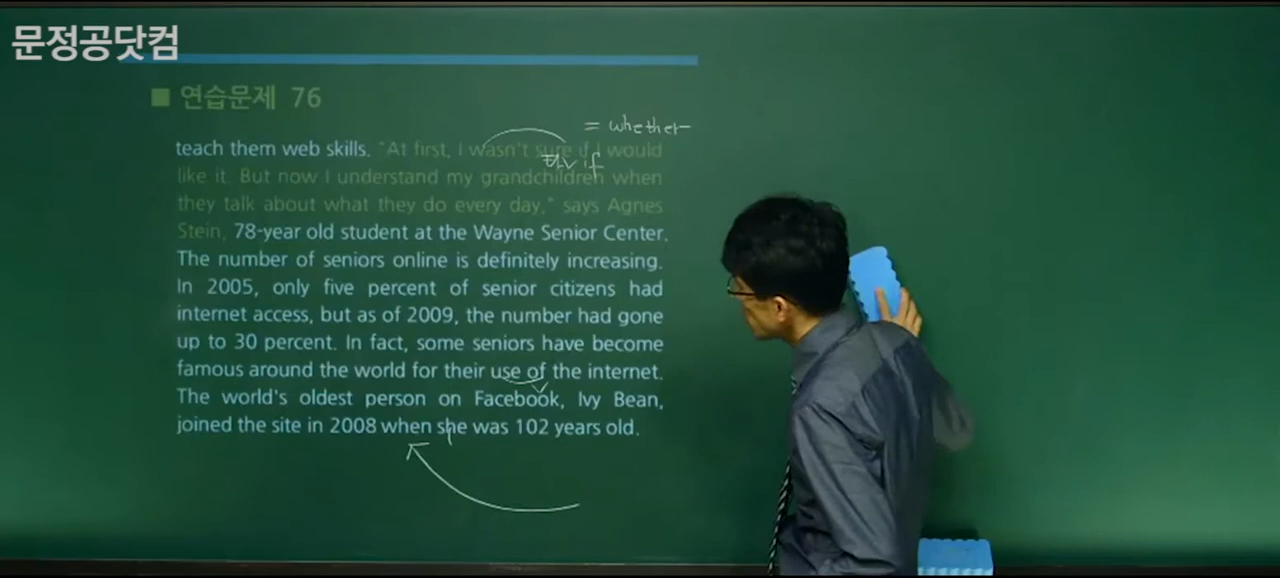 문정공닷컴
■ 연습문제 76
= whether
teach them web skills. "At first, I wasn't sure if I would
if
like it. But now I understand my grandchildren when
they talk about what they do every day," says Agnes
Stein, 78-year old student at the Wayne Senior Center.
The number of seniors online is definitely increasing.
In 2005, only five percent of senior citizens had
internet access, but as of 2009, the number had gone
up to 30 percent. In fact, some seniors have become
famous around the world for their use of the internet.
The world's oldest person on Facebook, Ivy Bean,
joined the site in 2008 when she was 102 years old.